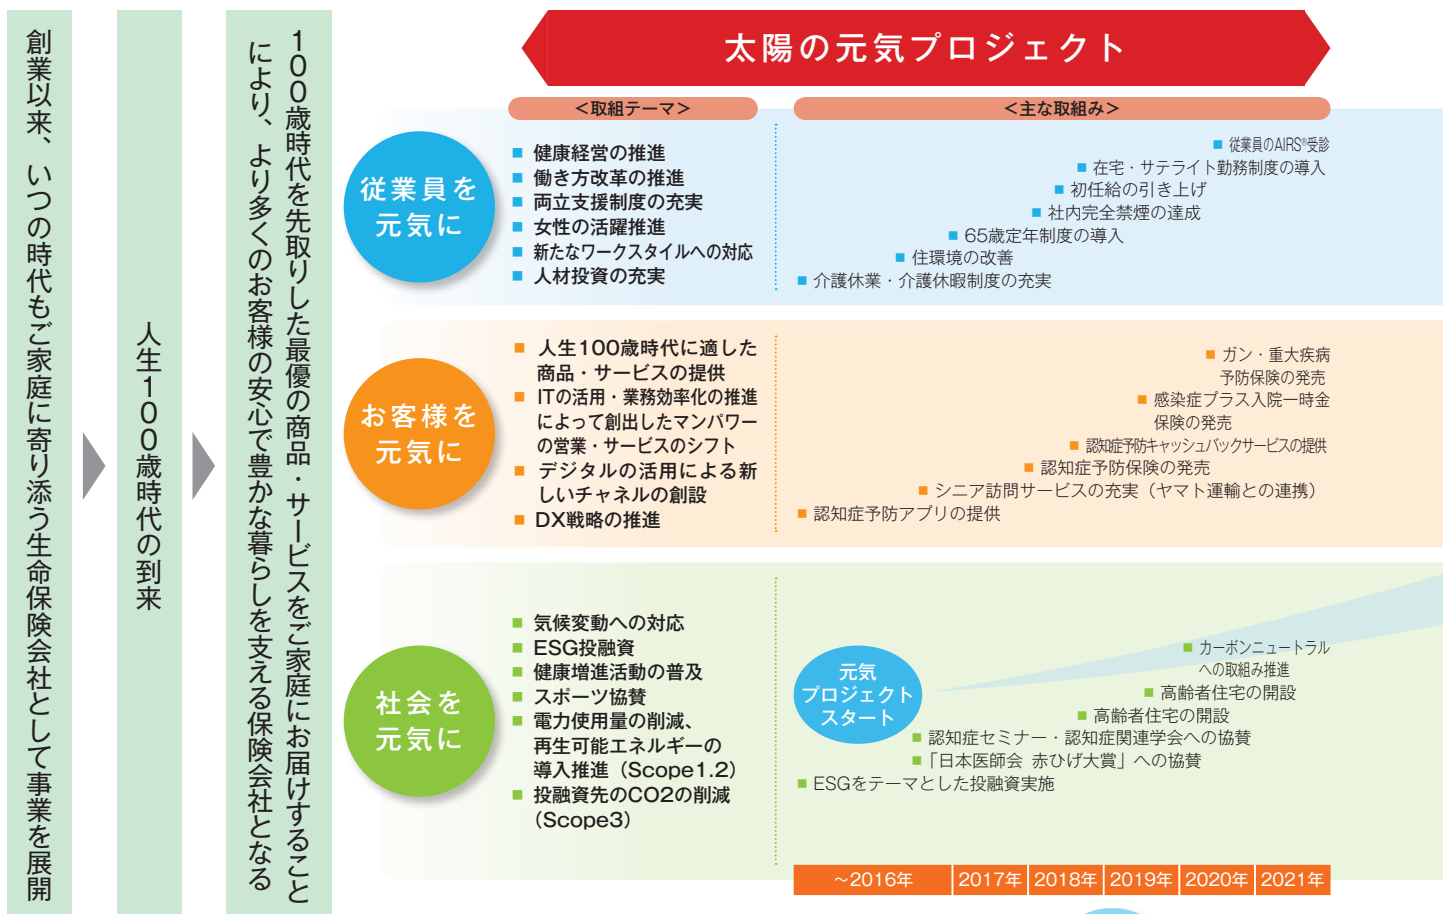 創業以来、いつの時代もご家庭に寄り添う生命保険会社として事業を展開
人生100歳時代の到来
100歳時代を先取りした最優の商品・サービスをご家庭にお届けすること
により、より多くのお客様の安心で豊かな暮らしを支える保険会社となる
太陽の元気プロジェクト
＜取組テーマ＞
＜主な取組み＞
従業員を
元気に
■ 健康経営の推進
■ 働き方改革の推進
■ 両立支援制度の充実
■ 女性の活躍推進
■ 新たなワークスタイルへの対応
■ 人材投資の充実
■ 従業員のAIRS®受診
■ 在宅・サテライト勤務制度の導入
■ 初任給の引き上げ
■ 社内完全禁煙の達成
■ 65歳定年制度の導入
■ 住環境の改善
■ 介護休業・介護休暇制度の充実
お客様を
元気に
■ 人生100歳時代に適した
商品・サービスの提供
■ ITの活用・業務効率化の推進
によって創出したマンパワー
の営業・サービスのシフト
■ デジタルの活用による新
しいチャネルの創設
■ DX戦略の推進
■ ガン・重大疾病
予防保険の発売
■ 感染症プラス入院一時金
保険の発売
■ 認知症予防キャッシュバックサービスの提供
■ 認知症予防保険の発売
■ シニア訪問サービスの充実（ヤマト運輸との連携）
■ 認知症予防アプリの提供
社会を
元気に
■ 気候変動への対応
■ ESG投融資
■ 健康増進活動の普及
■ スポーツ協賛
■ 電力使用量の削減、
再生可能エネルギーの
導入推進（Scope1.2）
■ 投融資先のCO2の削減
（Scope3）
元気
プロジェクト
スタート
■ カーボンニュートラル
への取組み推進
■ 高齢者住宅の開設
■ 高齢者住宅の開設
■ 認知症セミナー・認知症関連学会への協賛
■ 「日本医師会 赤ひげ大賞」への協賛
■ ESGをテーマとした投融資実施
～2016年 2017年 2018年 2019年 2020年 2021年